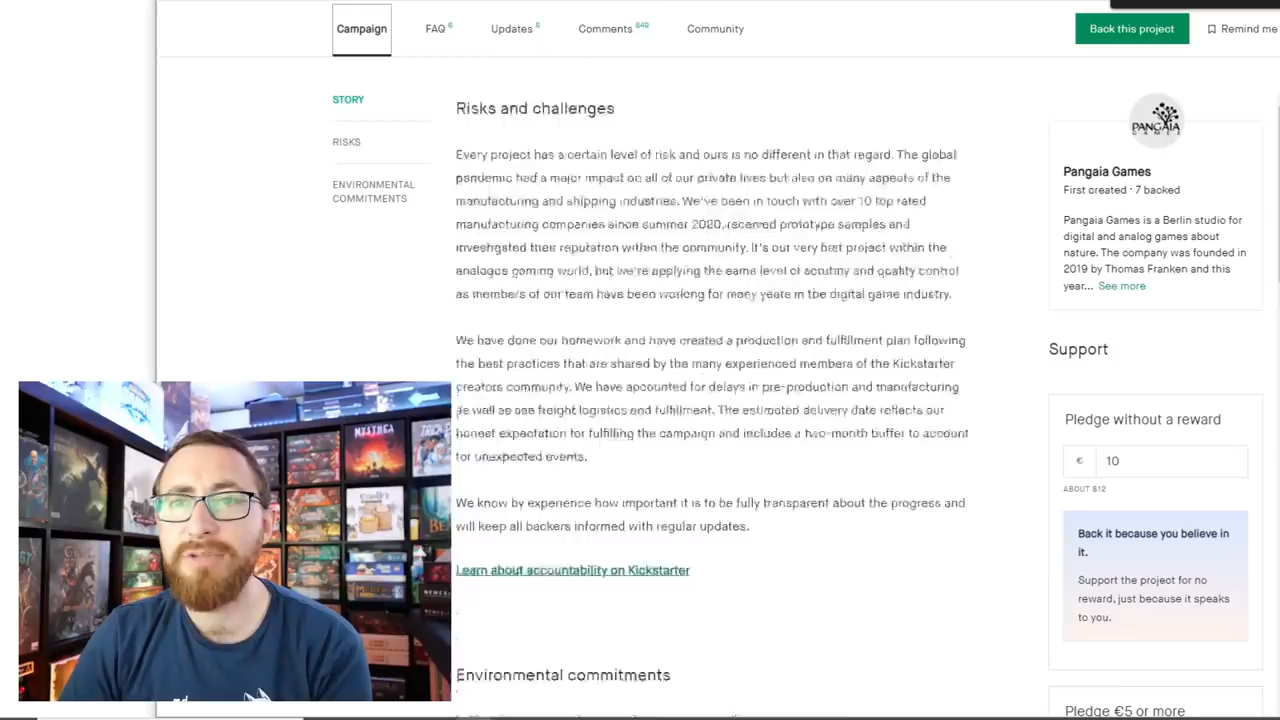 Campaign
FAQ 6
Updates 6
Comments 849
Community
Back this project
Remind me
STORY
RISKS
ENVIRONMENTAL
COMMITMENTS
Risks and challenges
Every project has a certain level of risk and ours is no different in that regard. The global
pandemic had a major impact on all of our private lives but also on many aspects of the
manufacturing and shipping industries. We've been in touch with over 10 top rated
manufacturing companies since summer 2020, received prototype samples and
investigated their reputation within the community. It's our very first project within the
analogue gaming world, but we're applying the same level of scrutiny and quality control
as members of our team have been working for many years in the digital game industry.
We have done our homework and have created a production and fulfillment plan following
the best practices that are shared by the many experienced members of the Kickstarter
creators community. We have accounted for delays in pre-production and manufacturing
as well as sea freight logistics and fulfillment. The estimated delivery date reflects our
honest expectation for fulfilling the campaign and includes a two-month buffer to account
for unexpected events.
We know by experience how important it is to be fully transparent about the progress and
will keep all backers informed with regular updates.
Learn about accountability on Kickstarter
Environmental commitments
PANGAIA
GAMES
Pangaia Games
First created · 7 backed
Pangaia Games is a Berlin studio for
digital and analog games about
nature. The company was founded in
2019 by Thomas Franken and this
year... See more
Support
Pledge without a reward
€ 10
ABOUT $12
Back it because you believe in
it.
Support the project for no
reward, just because it speaks
to you.
Pledge €5 or more
MYSTHEA